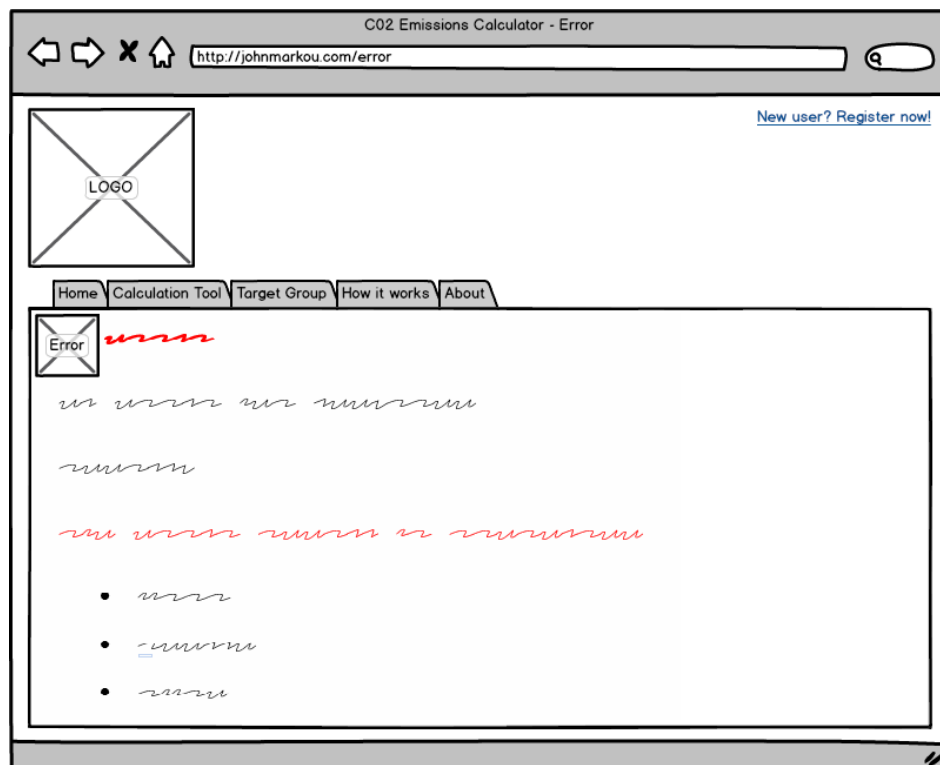 C02 Emissions Calculator - Error
http://johnmarkou.com/error
New user? Register now!
LOGO
Home Calculation Tool Target Group How it works About
Error